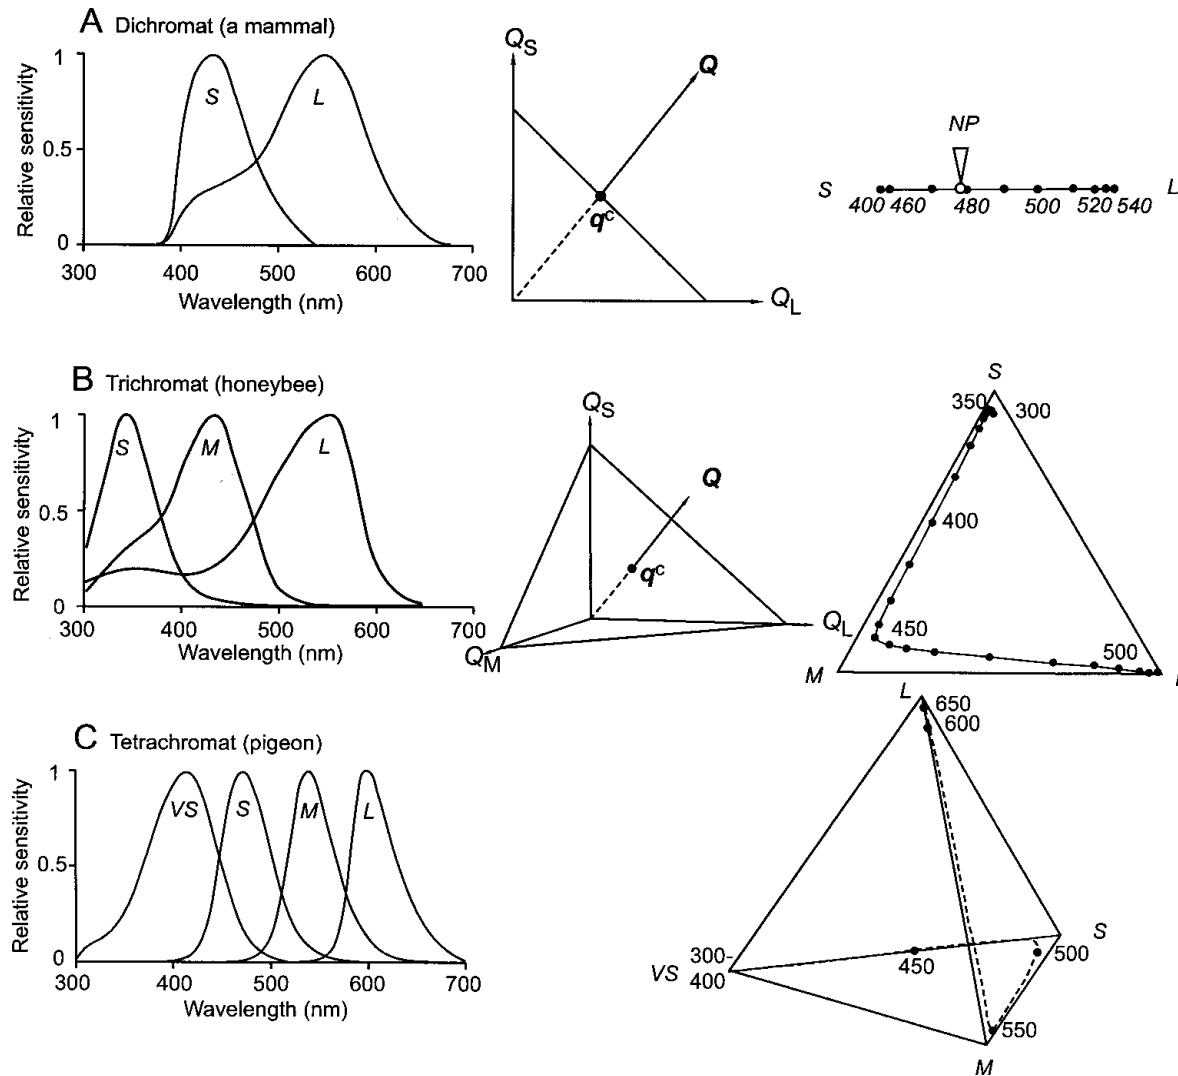 A Dichromat (a mammal)
Relative sensitivity
1
0.5
0
S
L
300 400 500 600 700
Wavelength (nm)
QS
Q
qc
QL
NP
S
L
400 460 480 500 520 540
B Trichromat (honeybee)
Relative sensitivity
1
0.5
0
S
M
L
300 400 500 600 700
Wavelength (nm)
QS
Q
qc
QL
QM
S
350 300
400
450
500
M
C Tetrachromat (pigeon)
Relative sensitivity
1
0.5
0
VS
S
M
L
300 400 500 600 700
Wavelength (nm)
L
650
600
S
500
450
300-
VS 400
550
M